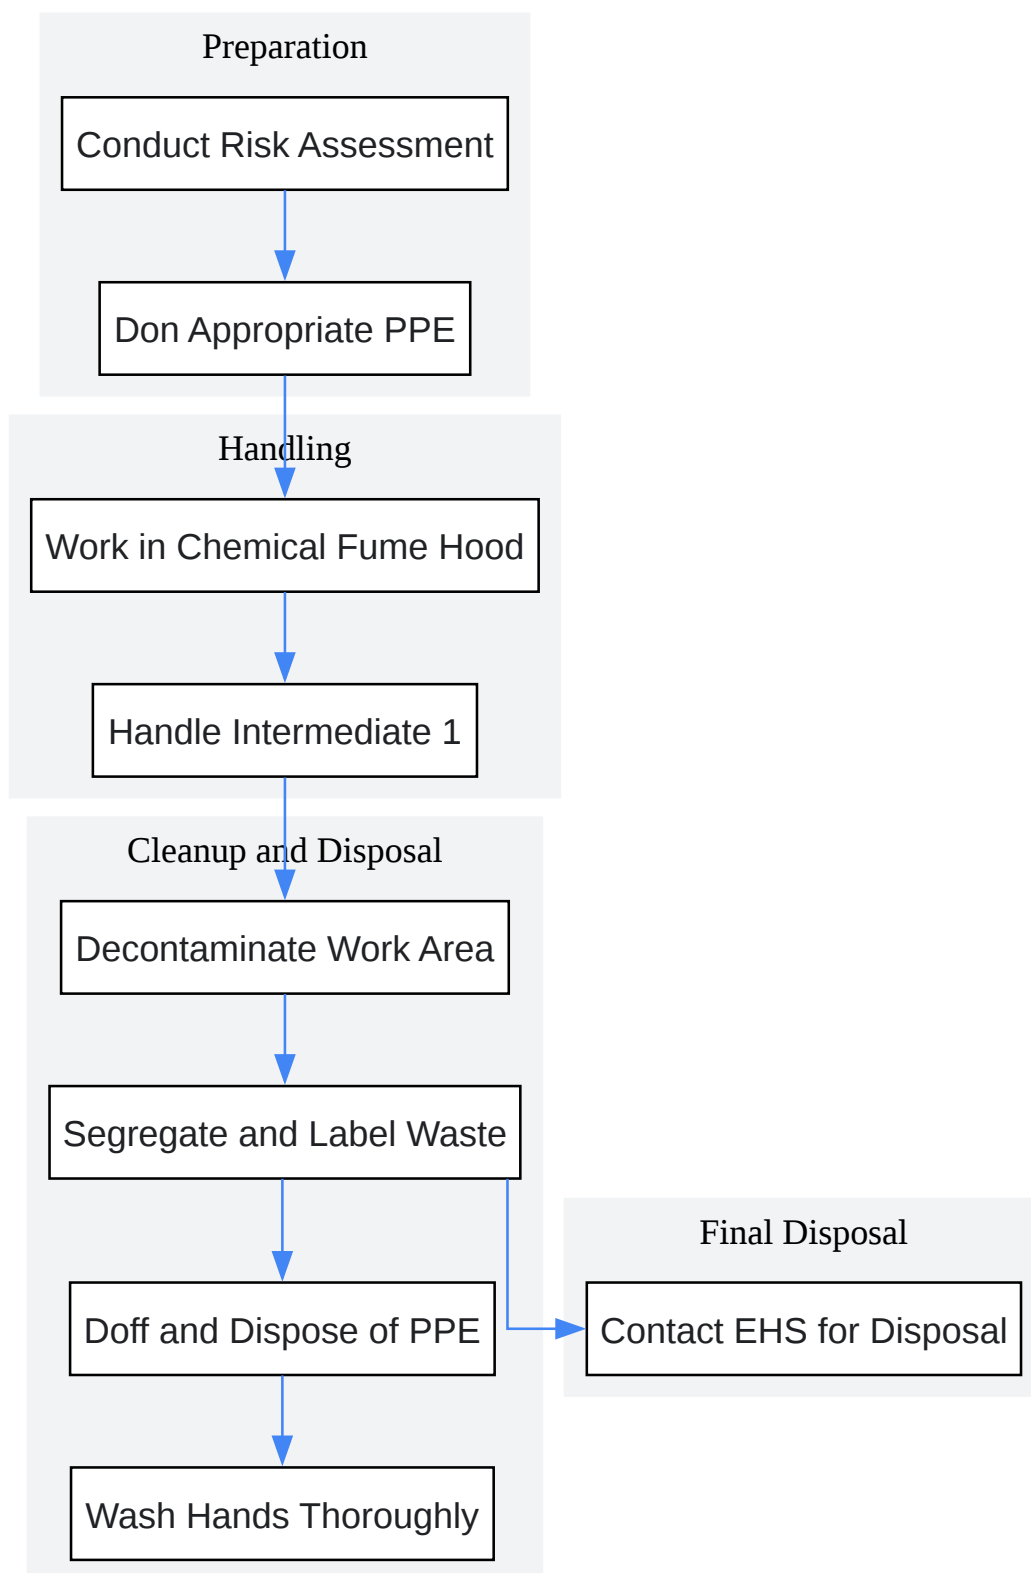 Preparation
Conduct Risk Assessment
Don Appropriate PPE
Handling
Work in Chemical Fume Hood
Handle Intermediate 1
Cleanup and Disposal
Decontaminate Work Area
Segregate and Label Waste
Final Disposal
Doff and Dispose of PPE
Contact EHS for Disposal
Wash Hands Thoroughly